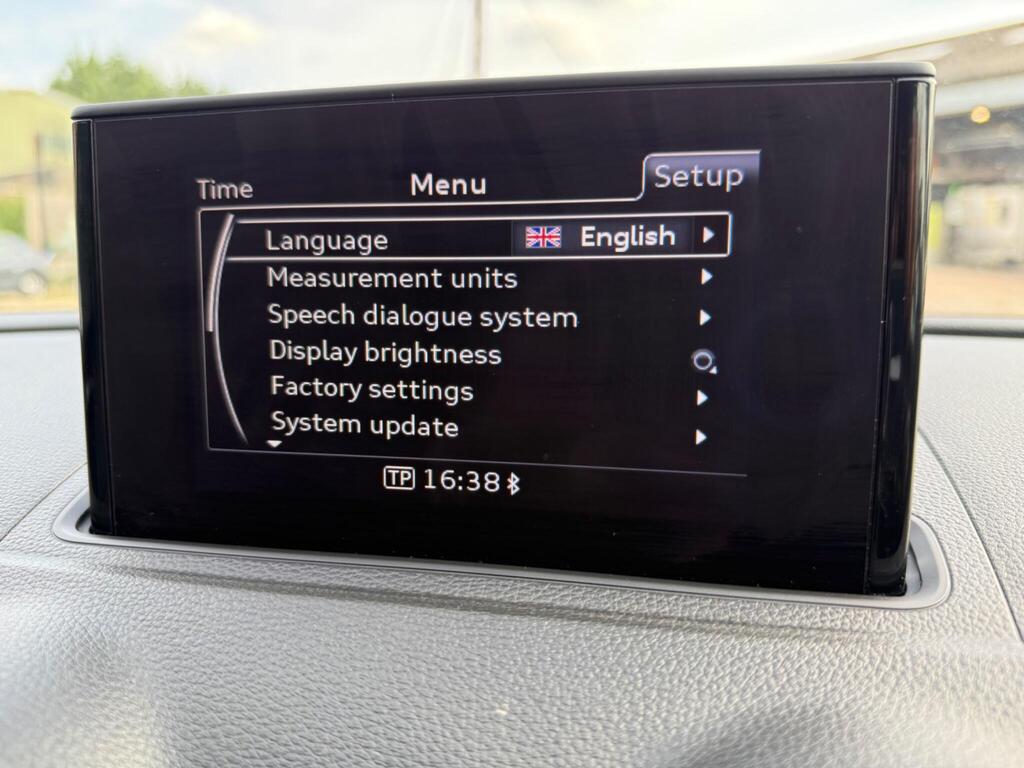 Time Menu Setup
Language English
Measurement units
Speech dialogue system
Display brightness
Factory settings
System update
TP 16:38